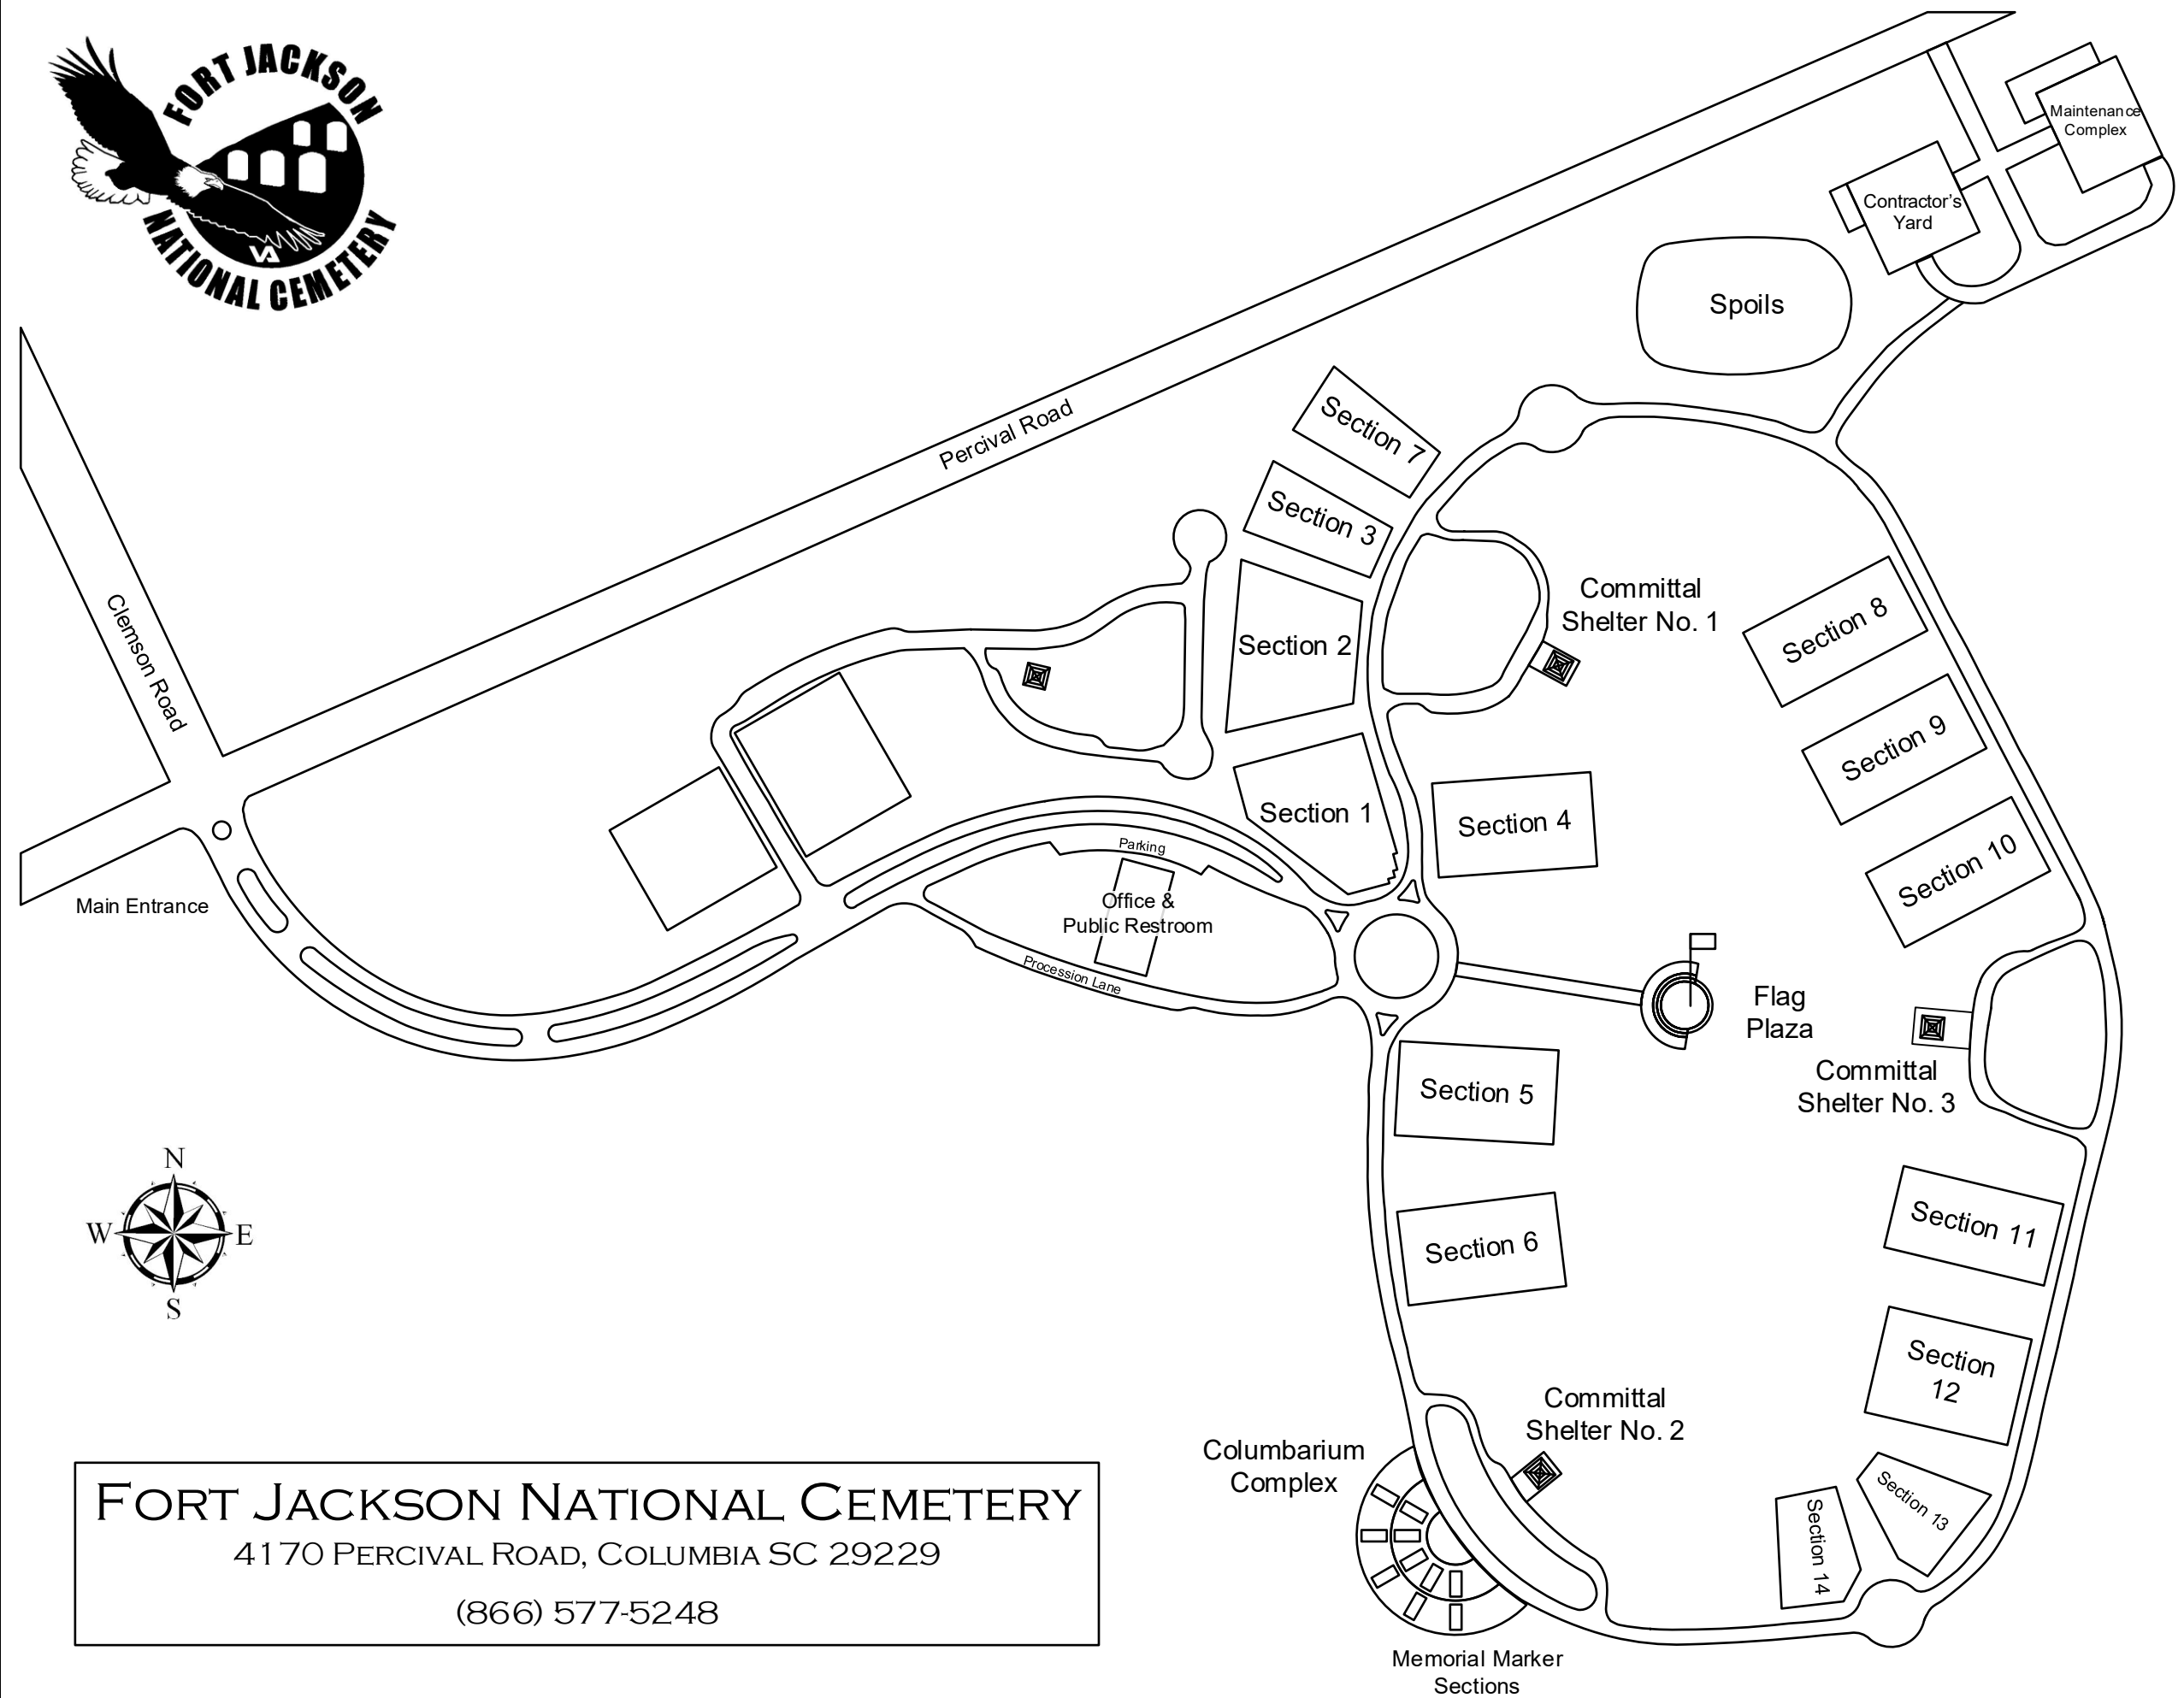 FORT JACKSON
NATIONAL CEMETERY
VA
Maintenance
Complex
Contractor's
Yard
Spoils
Percival Road
Section 7
Section 3
Section 2
Section 1
Committal
Shelter No. 1
Section 8
Section 9
Section 10
Section 4
Clemson Road
Main Entrance
Parking
Office &
Public Restroom
Procession Lane
Flag
Plaza
Committal
Shelter No. 3
Section 5
Section 6
Section 11
Section
12
Section 13
Section 14
Committal
Shelter No. 2
Columbarium
Complex
Memorial Marker
Sections
N
W
E
S
FORT JACKSON NATIONAL CEMETERY
4170 PERCIVAL ROAD, COLUMBIA SC 29229
(866) 577-5248